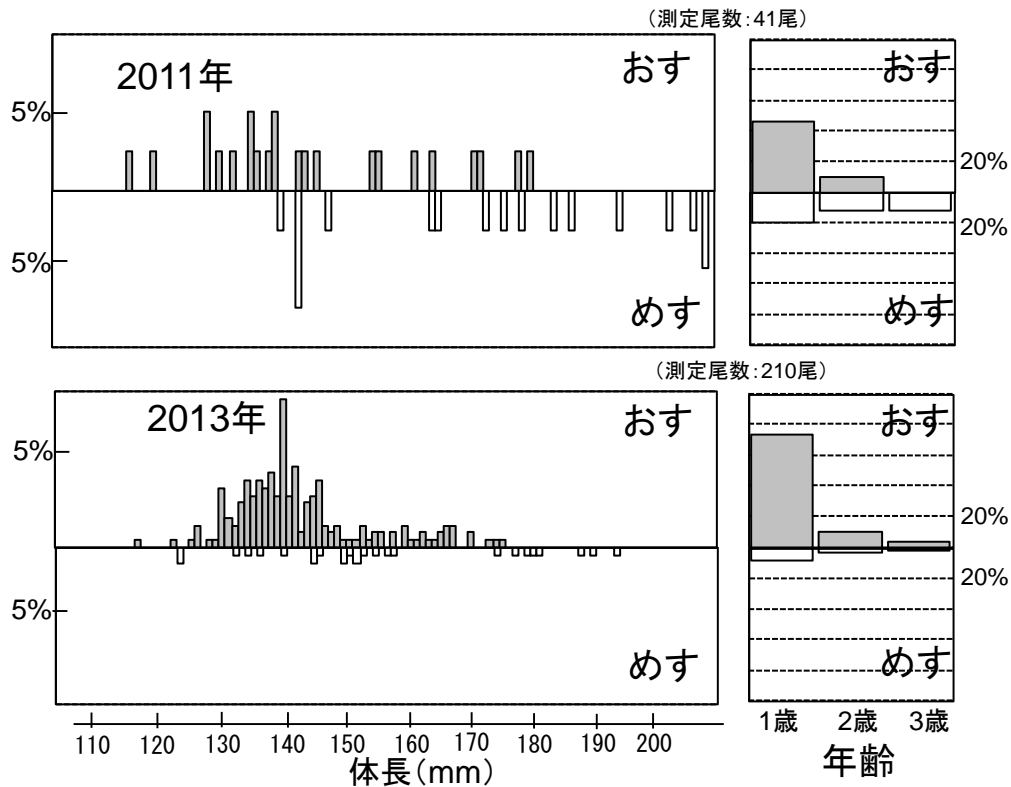 （測定尾数：41尾）
2011年
おす
おす
5%
20%
20%
5%
めす
めす
（測定尾数：210尾）
2013年
おす
おす
5%
20%
20%
5%
めす
めす
110 120 130 140 150 160 170 180 190 200
1歳 2歳 3歳
体長（mm）
年齢